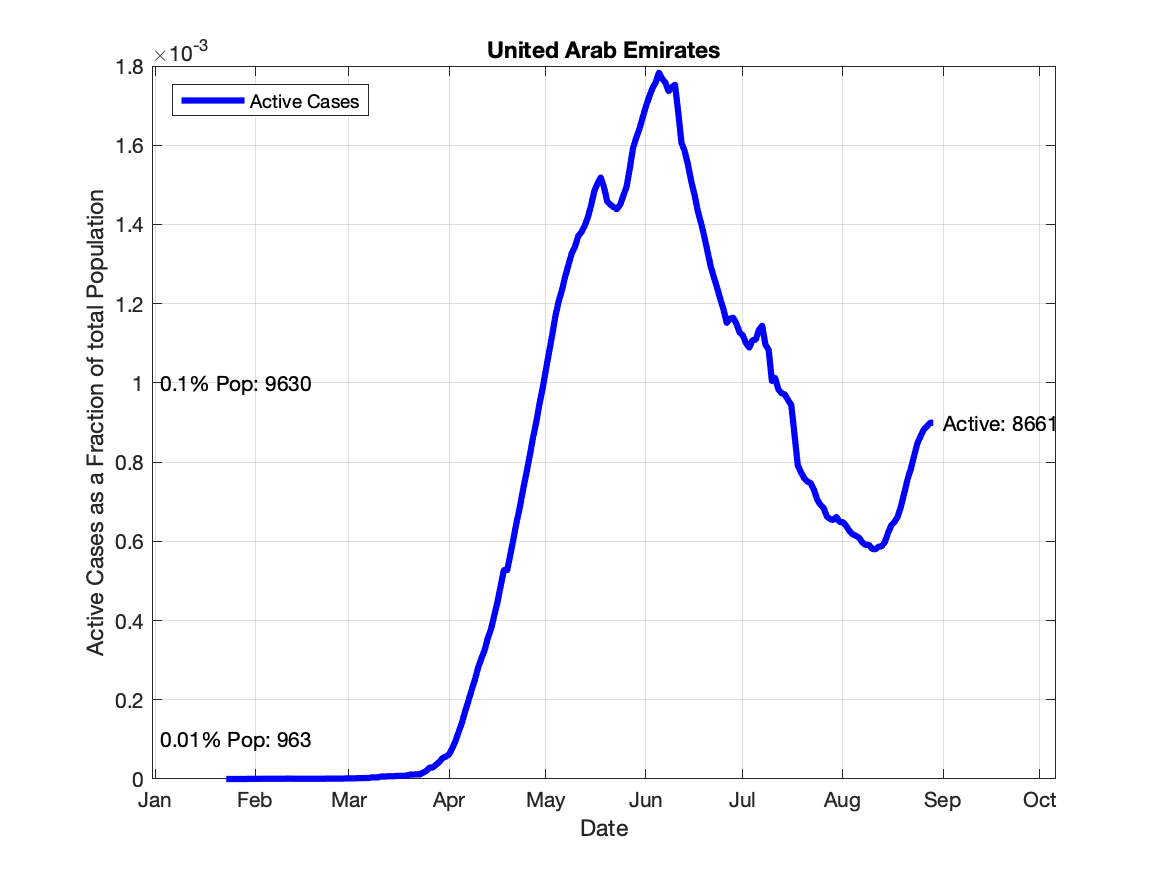 United Arab Emirates
×10-3
1.8
1.6
1.4
1.2
1
0.8
0.6
0.4
0.2
0
Active Cases
0.1% Pop: 9630
0.01% Pop: 963
Active: 8661
Active Cases as a Fraction of total Population
Jan Feb Mar Apr May Jun Jul Aug Sep Oct
Date